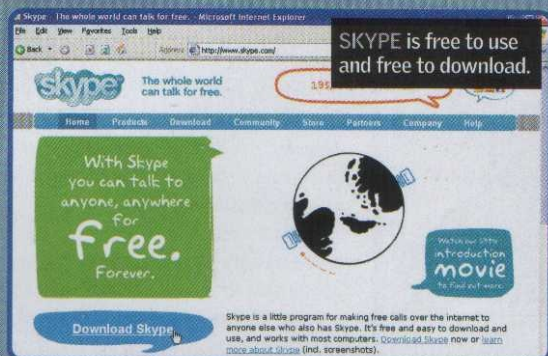 Skype - The whole world can talk for free. - Microsoft Internet Explorer
File Edit View Favorites Tools Help
Back Address http://www.skype.com/
SKYPE is free to use
and free to download.
skype
The whole world
can talk for free.
195,
Home Products Download Community Store Partners Company Help
With Skype
you can talk to
anyone, anywhere
for
free.
Forever.
Watch our little
introduction
movie
to find out more.
Download Skype
Skype is a little program for making free calls over the internet to
anyone else who also has Skype. It's free and easy to download and
use, and works with most computers. Download Skype now or learn
more about Skype (incl. screenshots).